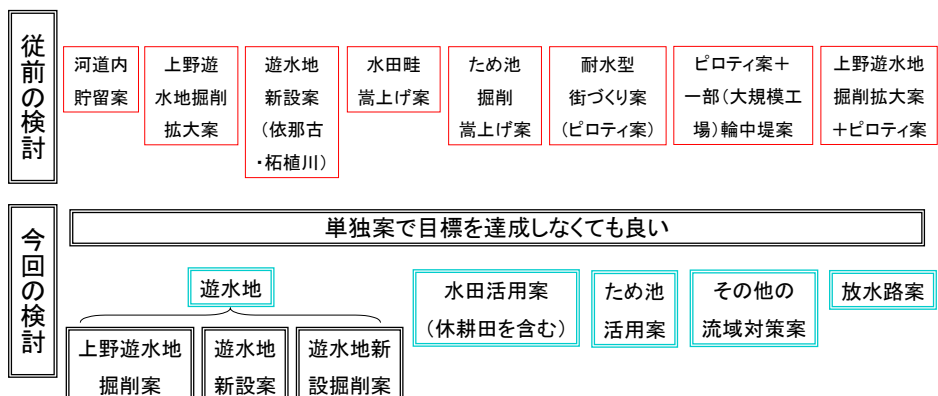 従前の検討
河道内
貯留案
上野遊
水地掘削
拡大案
遊水地
新設案
(依那古
・柘植川)
水田畦
嵩上げ案
ため池
掘削
嵩上げ案
耐水型
街づくり案
(ピロティ案)
ピロティ案＋
一部(大規模工
場)輪中堤案
上野遊水地
掘削拡大案
＋ピロティ案
今回の検討
単独案で目標を達成しなくても良い
遊水地
上野遊水地
掘削案
遊水地
新設案
遊水地新
設掘削案
水田活用案
(休耕田を含む)
ため池
活用案
その他の
流域対策案
放水路案